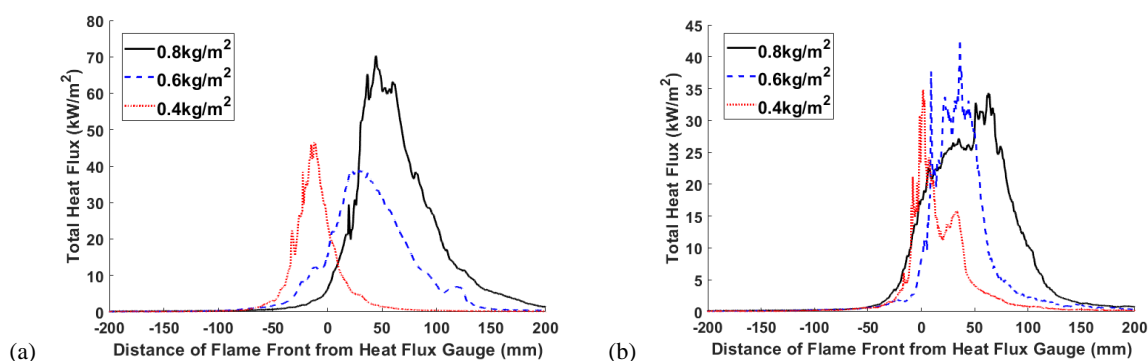 80
70
60
50
40
30
20
10
0
Total Heat Flux (kW/m²)
0.8kg/m²
0.6kg/m²
0.4kg/m²
-200 -150 -100 -50 0 50 100 150 200
(a) Distance of Flame Front from Heat Flux Gauge (mm)
45
40
35
30
25
20
15
10
5
0
Total Heat Flux (kW/m²)
0.8kg/m²
0.6kg/m²
0.4kg/m²
-200 -150 -100 -50 0 50 100 150 200
(b) Distance of Flame Front from Heat Flux Gauge (mm)